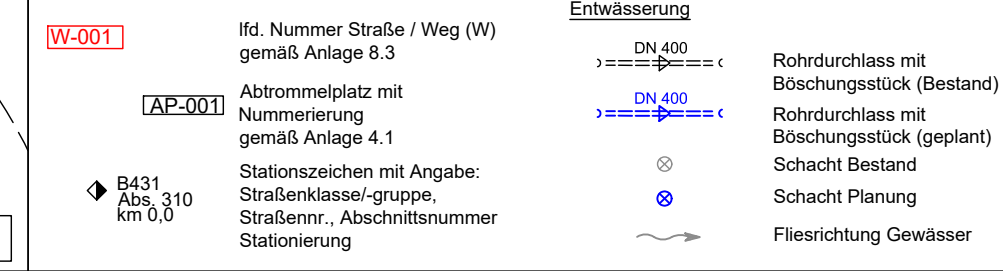 W-001
lfd. Nummer Straße / Weg (W)
gemäß Anlage 8.3
AP-001
Abtrommelplatz mit
Nummerierung
gemäß Anlage 4.1
B431
Abs. 310
km 0,0
Stationszeichen mit Angabe:
Straßenklasse/-gruppe,
Straßennr., Abschnittsnummer
Stationierung
Entwässerung
DN 400
Rohrdurchlass mit
Böschungsstück (Bestand)
DN 400
Rohrdurchlass mit
Böschungsstück (geplant)
Schacht Bestand
Schacht Planung
Fliesrichtung Gewässer